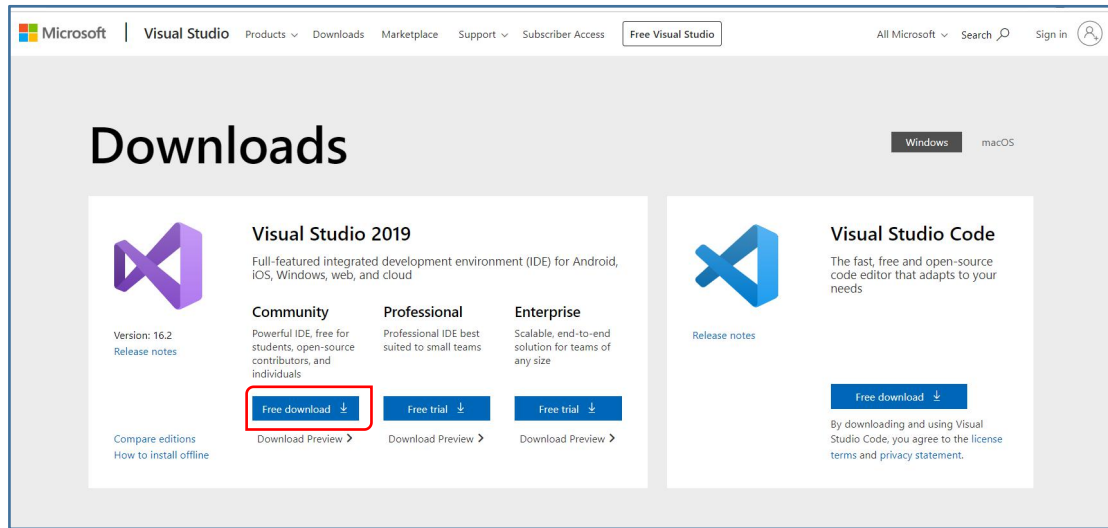 Microsoft Visual Studio Products Downloads Marketplace Support Subscriber Access Free Visual Studio All Microsoft Search Sign in
Downloads
Windows macOS
Visual Studio 2019
Full-featured integrated development environment (IDE) for Android,
iOS, Windows, web, and cloud
Version: 16.2
Release notes
Community
Powerful IDE, free for
students, open-source
contributors, and
individuals
Free download
Download Preview
Professional
Professional IDE best
suited to small teams
Free trial
Download Preview
Enterprise
Scalable, end-to-end
solution for teams of
any size
Free trial
Download Preview
Compare editions
How to install offline
Visual Studio Code
The fast, free and open-source
code editor that adapts to your
needs
Release notes
Free download
By downloading and using Visual
Studio Code, you agree to the license
terms and privacy statement.